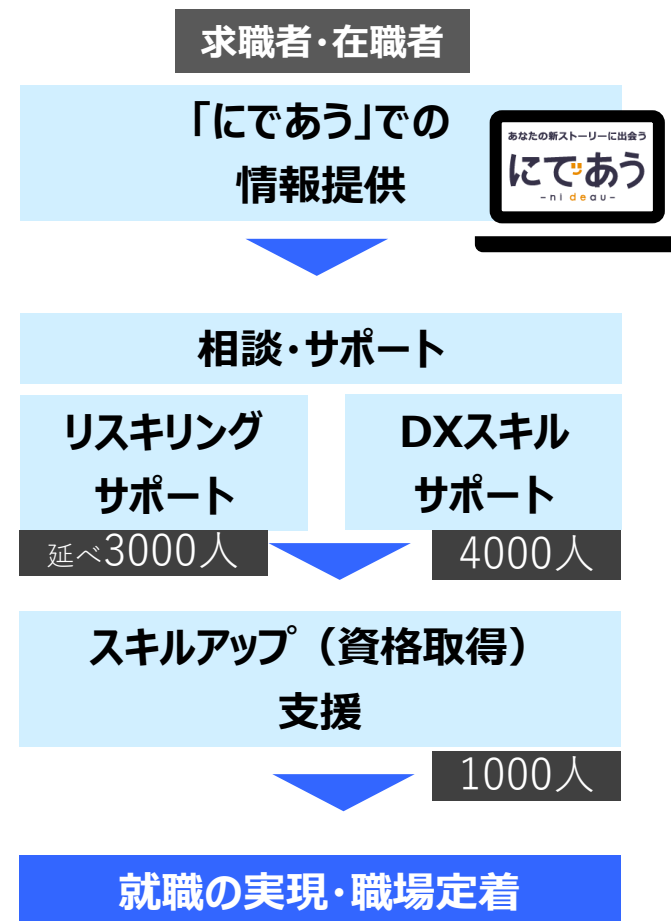 求職者･在職者
「にであう」での
情報提供
あなたの新ストーリーに出会う
にであう
-nideau-
相談･サポート
リスキリング
サポート
DXスキル
サポート
延べ3000人
4000人
スキルアップ（資格取得）
支援
1000人
就職の実現･職場定着